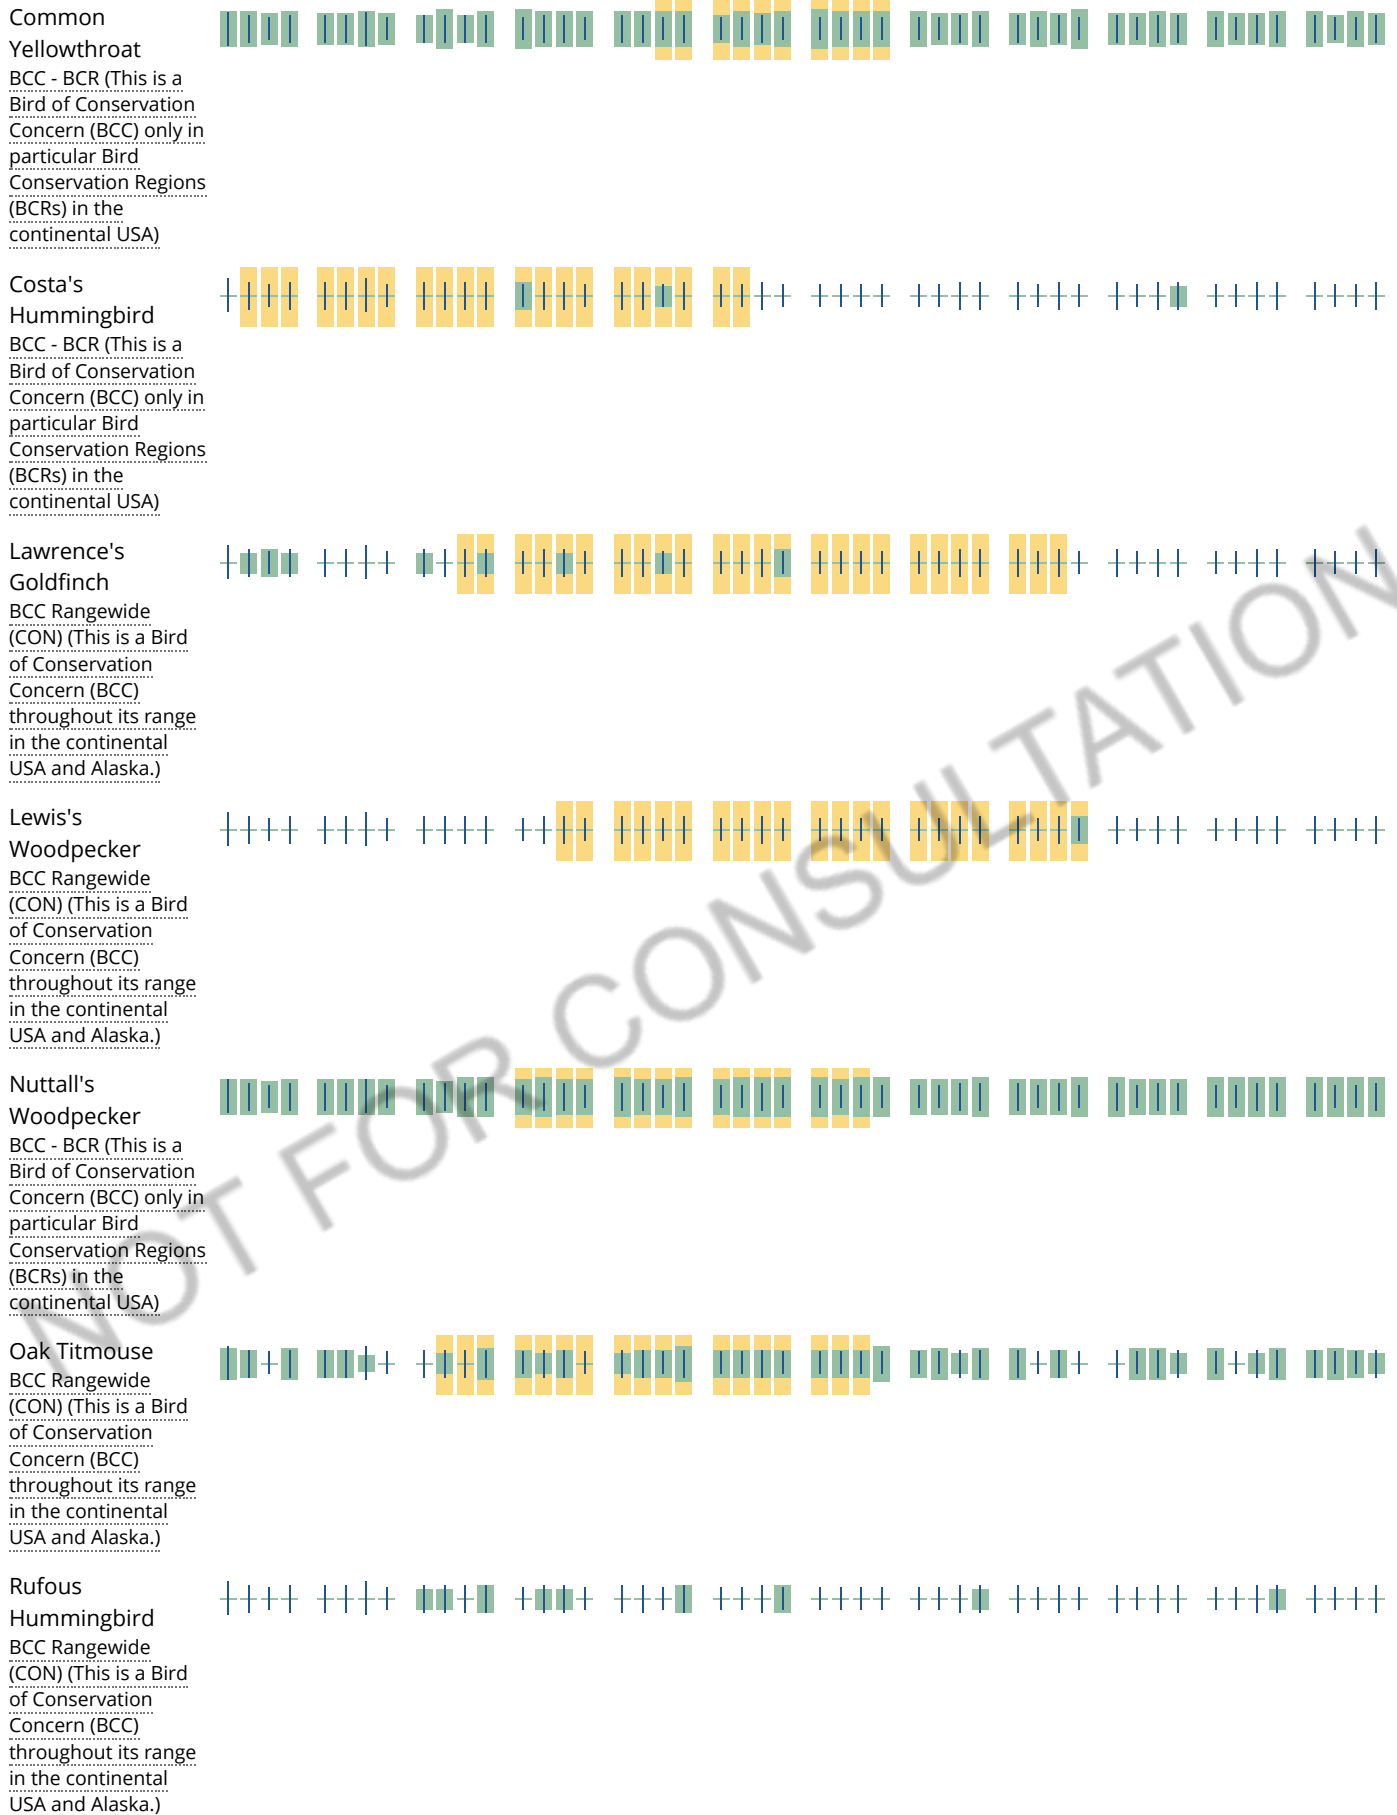 Common
Yellowthroat
BCC - BCR (This is a
Bird of Conservation
Concern (BCC) only in
particular Bird
Conservation Regions
(BCRs) in the
continental USA)
Costa's
Hummingbird
BCC - BCR (This is a
Bird of Conservation
Concern (BCC) only in
particular Bird
Conservation Regions
(BCRs) in the
continental USA)
Lawrence's
Goldfinch
BCC Rangewide
(CON) (This is a Bird
of Conservation
Concern (BCC)
throughout its range
in the continental
USA and Alaska.)
Lewis's
Woodpecker
BCC Rangewide
(CON) (This is a Bird
of Conservation
Concern (BCC)
throughout its range
in the continental
USA and Alaska.)
Nuttall's
Woodpecker
BCC - BCR (This is a
Bird of Conservation
Concern (BCC) only in
particular Bird
Conservation Regions
(BCRs) in the
continental USA)
Oak Titmouse
BCC Rangewide
(CON) (This is a Bird
of Conservation
Concern (BCC)
throughout its range
in the continental
USA and Alaska.)
Rufous
Hummingbird
BCC Rangewide
(CON) (This is a Bird
of Conservation
Concern (BCC)
throughout its range
in the continental
USA and Alaska.)
NOT FOR CONSULTATION